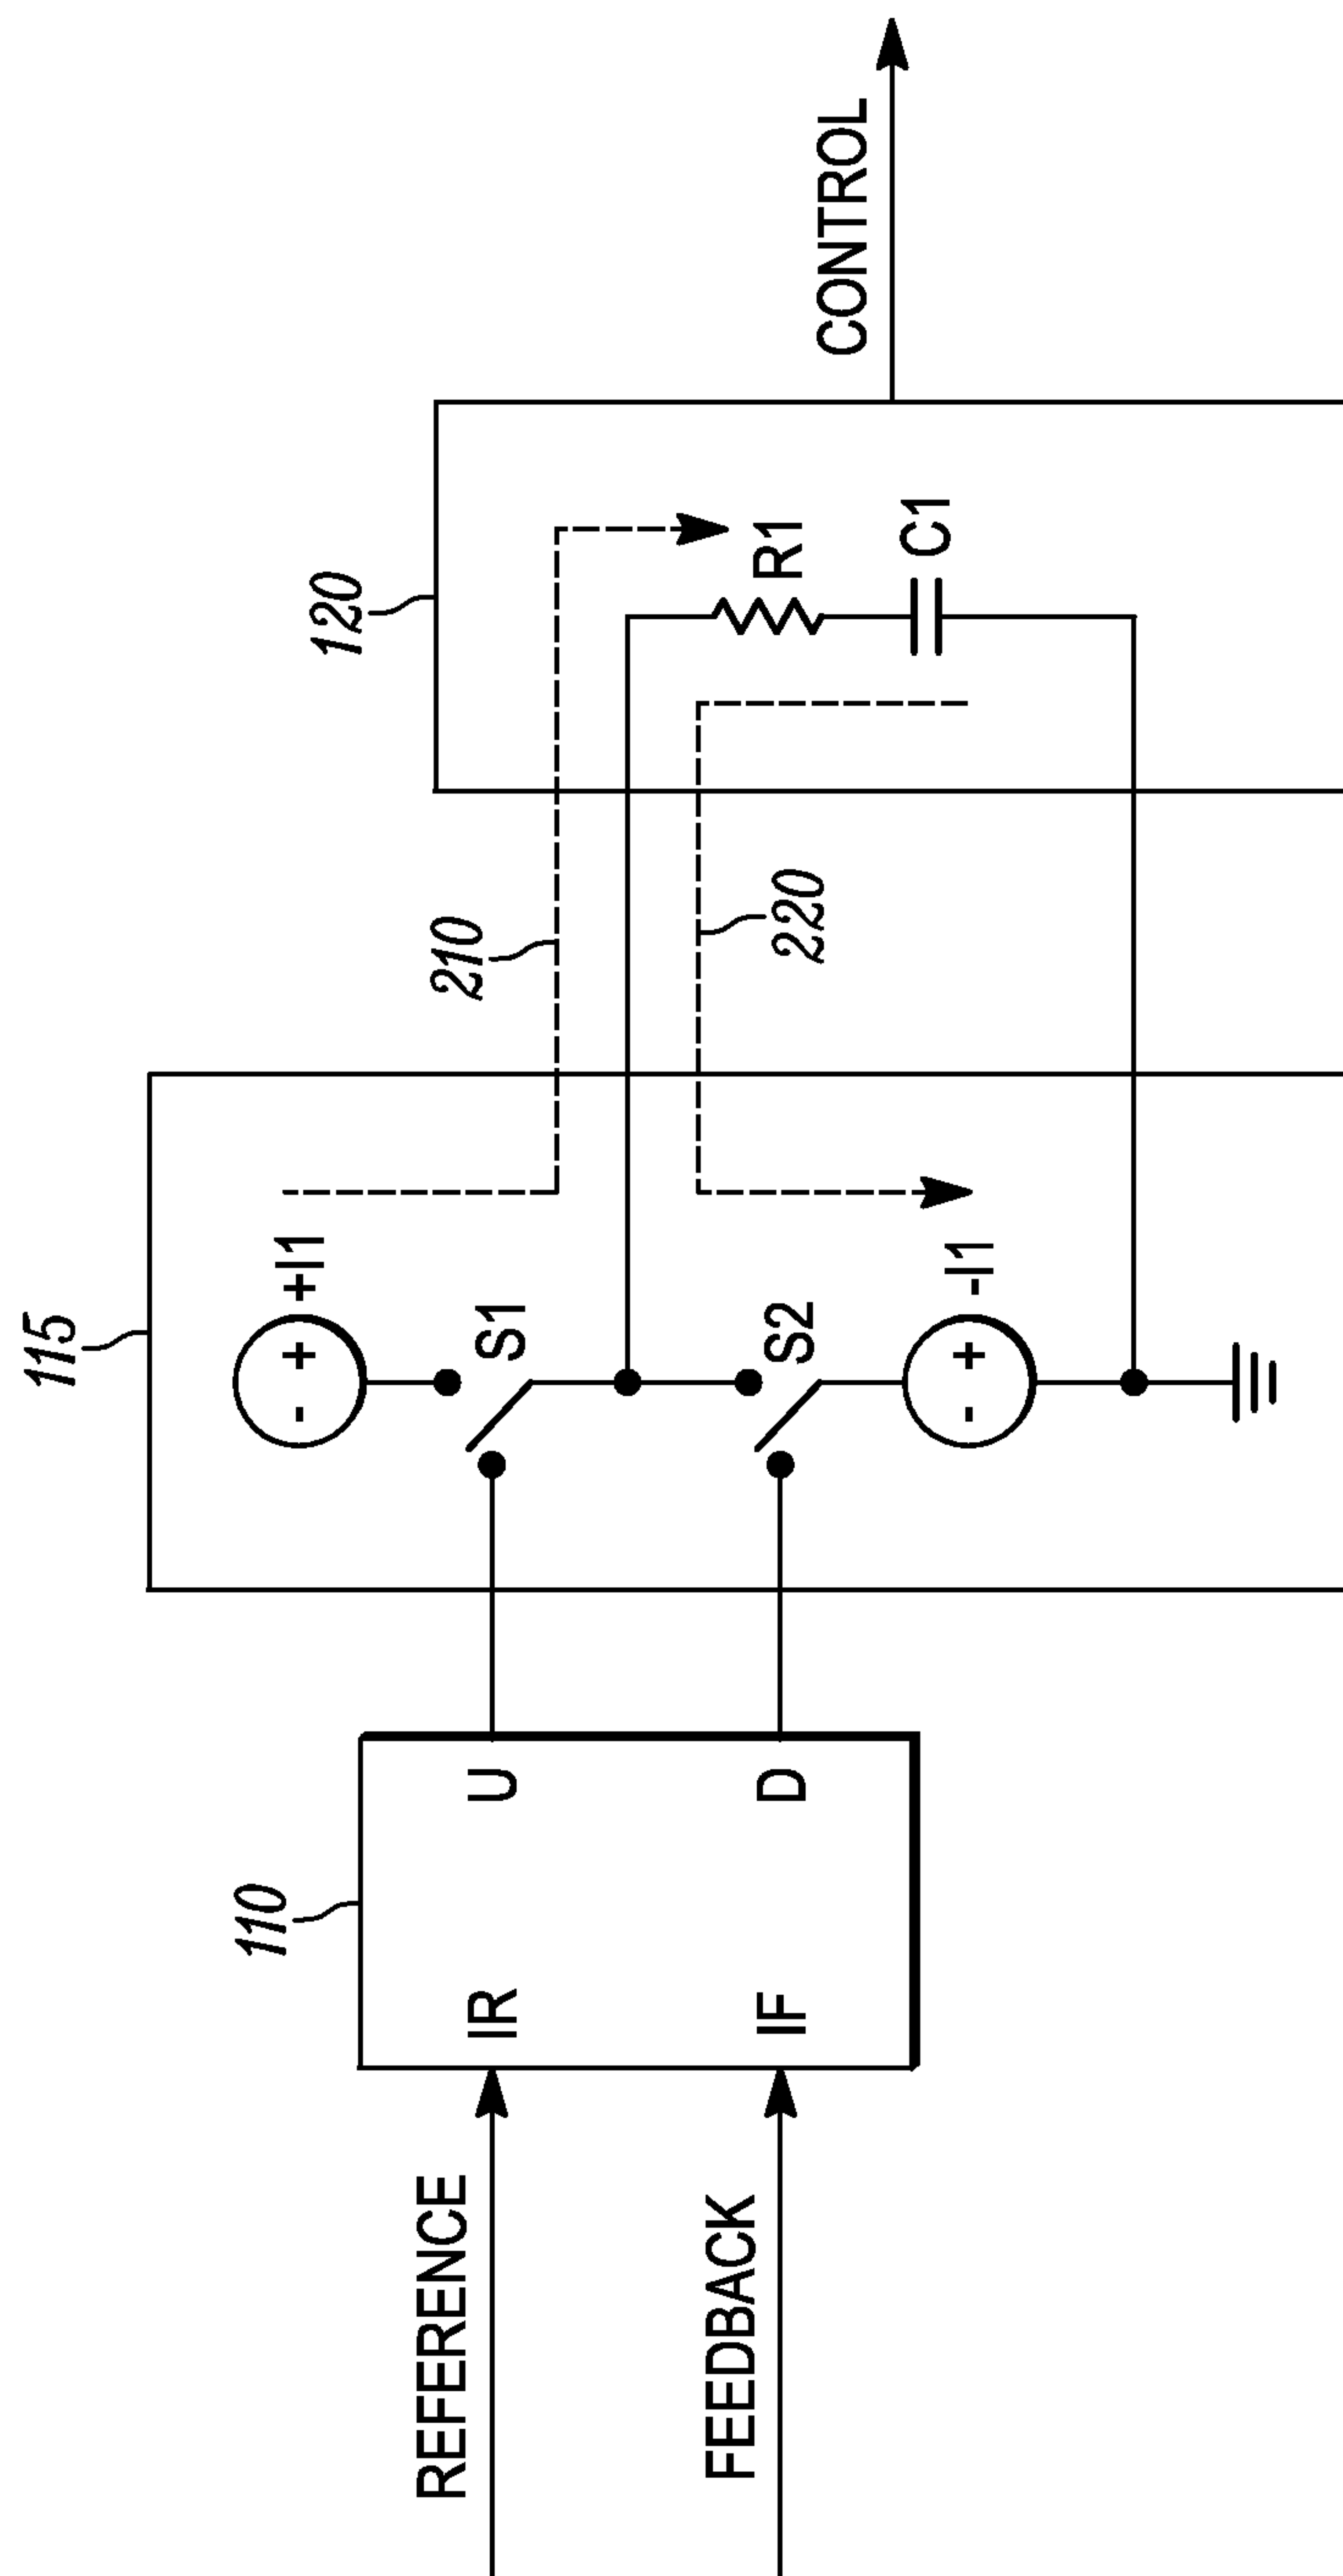 115
120
+I1
210
CONTROL
110
S1
REFERENCE
IR
U
R1
220
S2
FEEDBACK
IF
D
C1
-I1
+
-
+
-